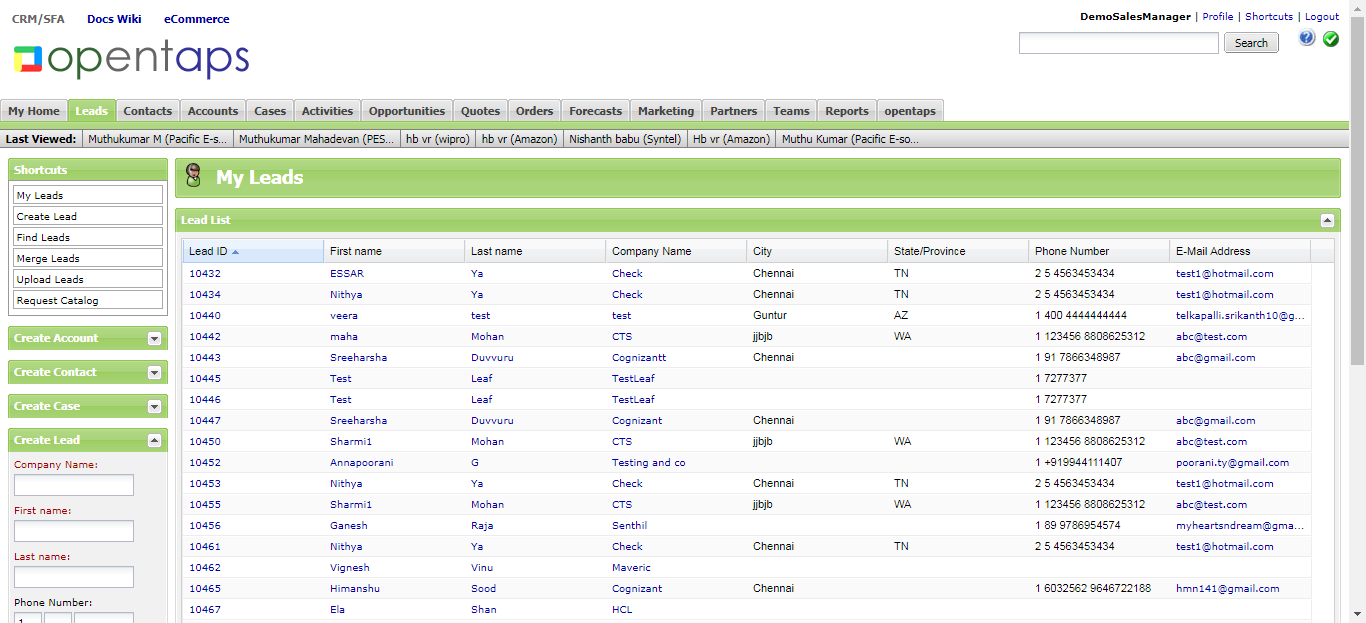 CRM/SFA Docs Wiki eCommerce
DemoSalesManager | Profile | Shortcuts | Logout
opentaps
Search
My Home Leads Contacts Accounts Cases Activities Opportunities Quotes Orders Forecasts Marketing Partners Teams Reports opentaps
Last Viewed: Muthukumar M (Pacific E-s... Muthukumar Mahadevan (PES... hb vr (wipro) hb vr (Amazon) Nishanth babu (Syntel) Hb vr (Amazon) Muthu Kumar (Pacific E-so...
Shortcuts
My Leads
Create Lead
Find Leads
Merge Leads
Upload Leads
Request Catalog
Create Account
Create Contact
Create Case
Create Lead
Company Name:
First name:
Last name:
Phone Number:
1
My Leads
Lead List
Lead ID First name Last name Company Name City State/Province Phone Number E-Mail Address
10432 ESSAR Ya Check Chennai TN 2 5 4563453434 test1@hotmail.com
10434 Nithya Ya Check Chennai TN 2 5 4563453434 test1@hotmail.com
10440 veera test test Guntur AZ 1 400 4444444444 telkapalli.srikanth10@g...
10442 maha Mohan CTS jjbjb WA 1 123456 8808625312 abc@test.com
10443 Sreeharsha Duvvuru Cognizantt Chennai 1 91 7866348987 abc@gmail.com
10445 Test Leaf TestLeaf 1 7277377
10446 Test Leaf TestLeaf 1 7277377
10447 Sreeharsha Duvvuru Cognizant Chennai 1 91 7866348987 abc@gmail.com
10450 Sharmi1 Mohan CTS jjbjb WA 1 123456 8808625312 abc@test.com
10452 Annapoorani G Testing and co 1 +919944111407 poorani.ty@gmail.com
10453 Nithya Ya Check Chennai TN 2 5 4563453434 test1@hotmail.com
10455 Sharmi1 Mohan CTS jjbjb WA 1 123456 8808625312 abc@test.com
10456 Ganesh Raja Senthil 1 89 9786954574 myheartsndream@gma...
10461 Nithya Ya Check Chennai TN 2 5 4563453434 test1@hotmail.com
10462 Vignesh Vinu Maveric
10465 Himanshu Sood Cognizant Chennai 1 6032562 9646722188 hmn141@gmail.com
10467 Ela Shan HCL